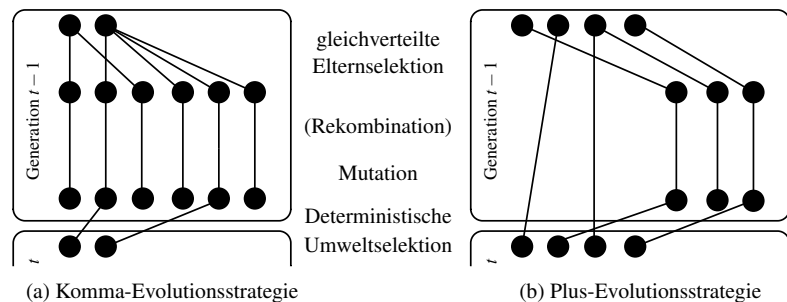 Generation t − 1
gleichverteilte
Elternselektion
(Rekombination)
Mutation
Deterministische
Umweltselektion
t
(a) Komma-Evolutionsstrategie
Generation t − 1
t
(b) Plus-Evolutionsstrategie